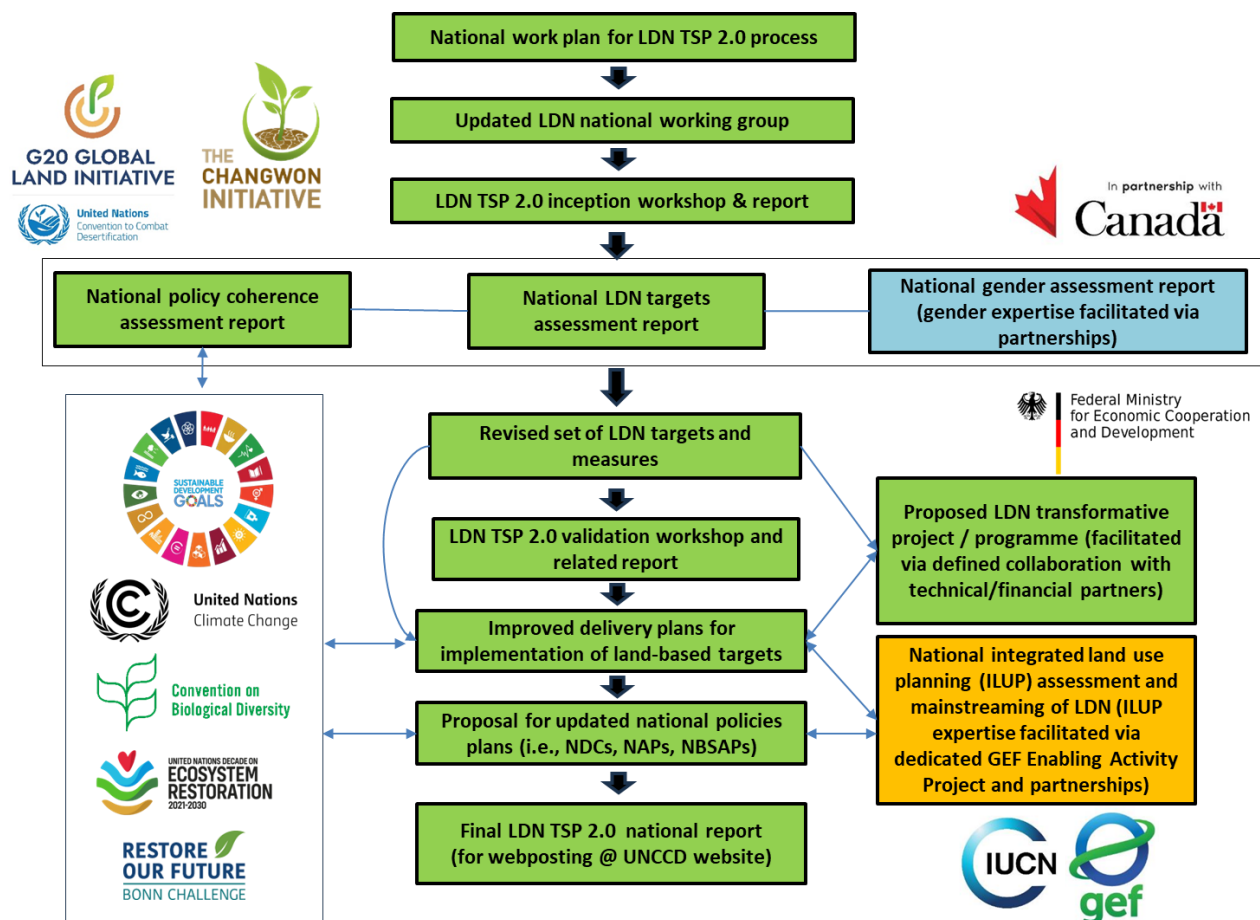 National work plan for LDN TSP 2.0 process
Updated LDN national working group
LDN TSP 2.0 inception workshop & report
G20 GLOBAL
LAND INITIATIVE
United Nations
Convention to Combat
Desertification
THE
CHANGWON
INITIATIVE
In partnership with
Canada
National policy coherence
assessment report
National LDN targets
assessment report
National gender assessment report
(gender expertise facilitated via
partnerships)
SUSTAINABLE
DEVELOPMENT
GOALS
United Nations
Climate Change
Convention on
Biological Diversity
UNITED NATIONS DECADE ON
ECOSYSTEM
RESTORATION
2021-2030
RESTORE
OUR FUTURE
BONN CHALLENGE
Revised set of LDN targets and
measures
LDN TSP 2.0 validation workshop and
related report
Improved delivery plans for
implementation of land-based targets
Proposal for updated national policies
plans (i.e., NDCs, NAPs, NBSAPs)
Final LDN TSP 2.0 national report
(for webposting @ UNCCD website)
Federal Ministry
for Economic Cooperation
and Development
Proposed LDN transformative
project / programme (facilitated
via defined collaboration with
technical/financial partners)
National integrated land use
planning (ILUP) assessment and
mainstreaming of LDN (ILUP
expertise facilitated via
dedicated GEF Enabling Activity
Project and partnerships)
IUCN
gef